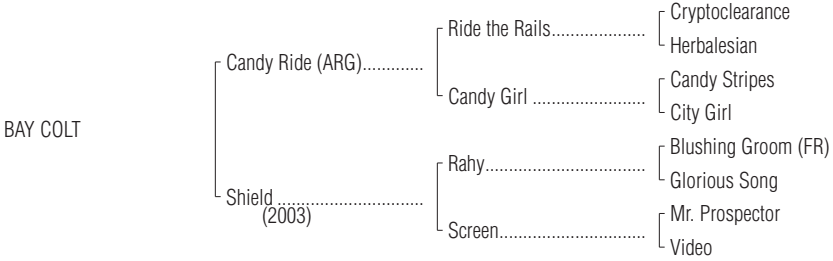 Cryptoclearance
Ride the Rails....................
Herbalesian
Candy Ride (ARG).............
Candy Stripes
Candy Girl ........................
City Girl
BAY COLT
Blushing Groom (FR)
Rahy..................................
Glorious Song
Shield ................................
(2003)
Mr. Prospector
Screen...............................
Video